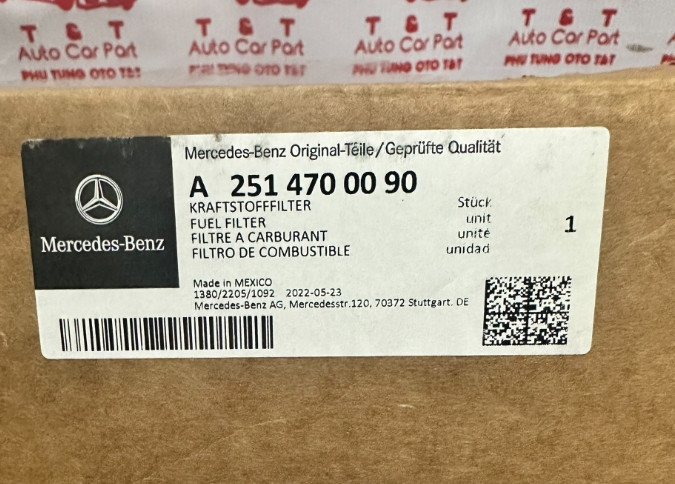 T & T T & T T & T T & T
Auto Car Part Auto Car Part Auto Car Part Auto Car Part
PHU TUNG OTO T&T PHU TUNG OTO T&T PHU TUNG OTO T&T PHU TUNG OTO T&T
Mercedes-Benz Original-Teile/Geprüfte Qualität
A 251 470 00 90
KRAFTSTOFFFILTER Stück
FUEL FILTER unit
FILTRE A CARBURANT unité
FILTRO DE COMBUSTIBLE unidad
1
Mercedes-Benz
Made in MEXICO
1380/2205/1092 2022-05-23
Mercedes-Benz AG, Mercedesstr.120, 70372 Stuttgart. DE